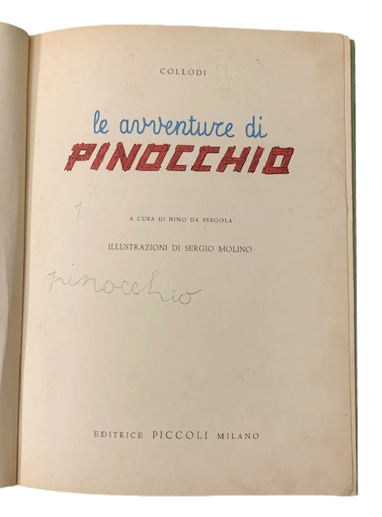 COLLODI
le avventure di
PINOCCHIO
A CURA DI NINO DA PERGOLA
1
ILLUSTRAZIONI DI SERGIO MOLINO
pinocchio
EDITRICE PICCOLI MILANO